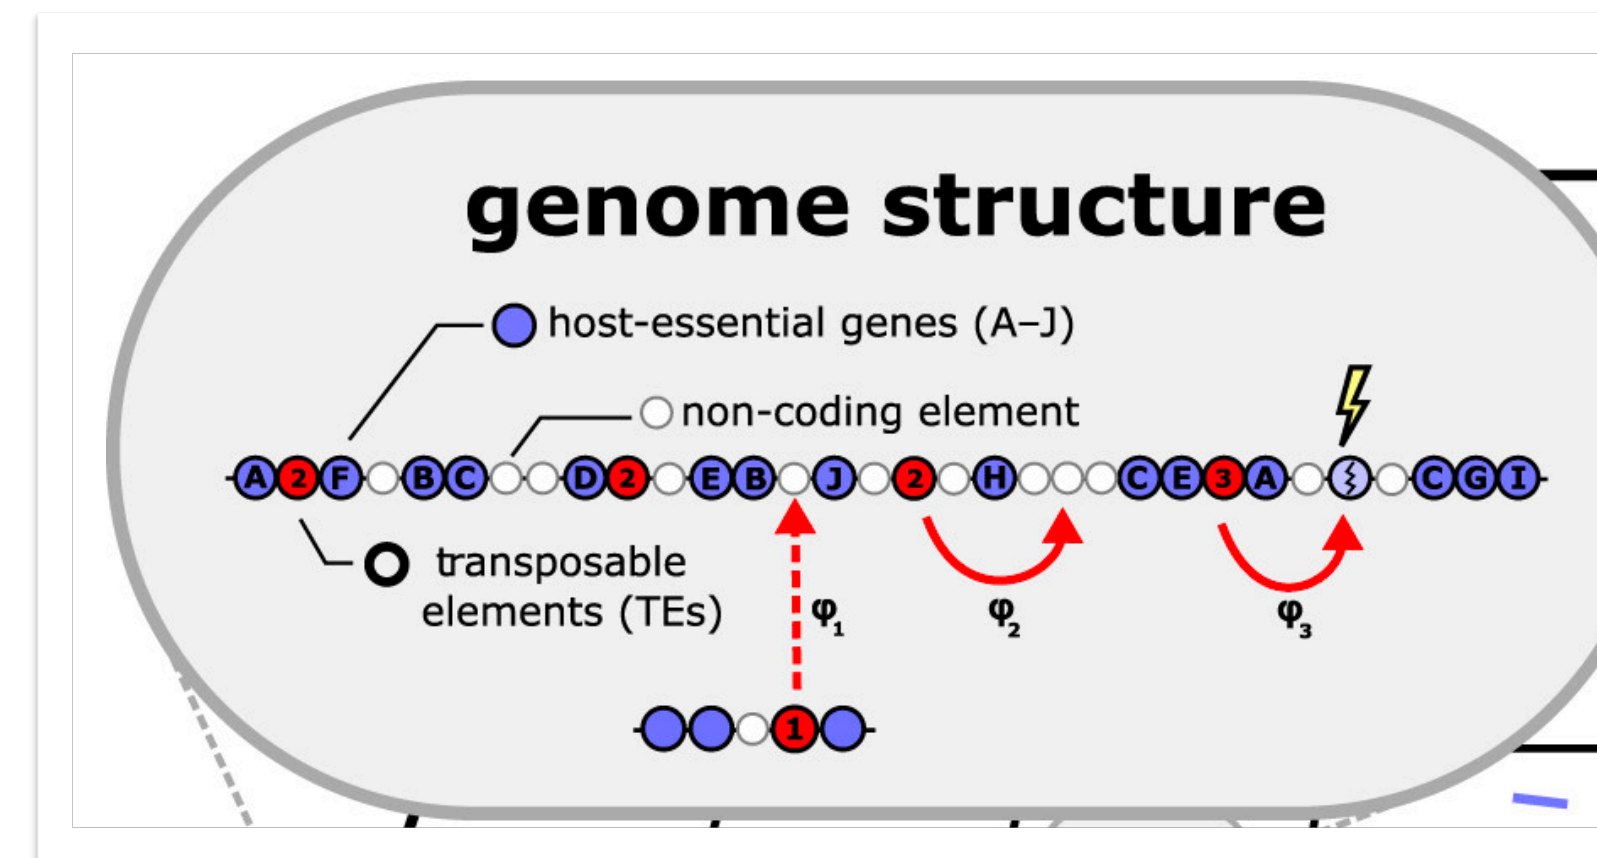 genome structure
host-essential genes (A–J)
non-coding element
A 2 F B C D 2 E B J 2 H C E 3 A C G I
transposable
elements (TEs)
φ1 φ2 φ3
1